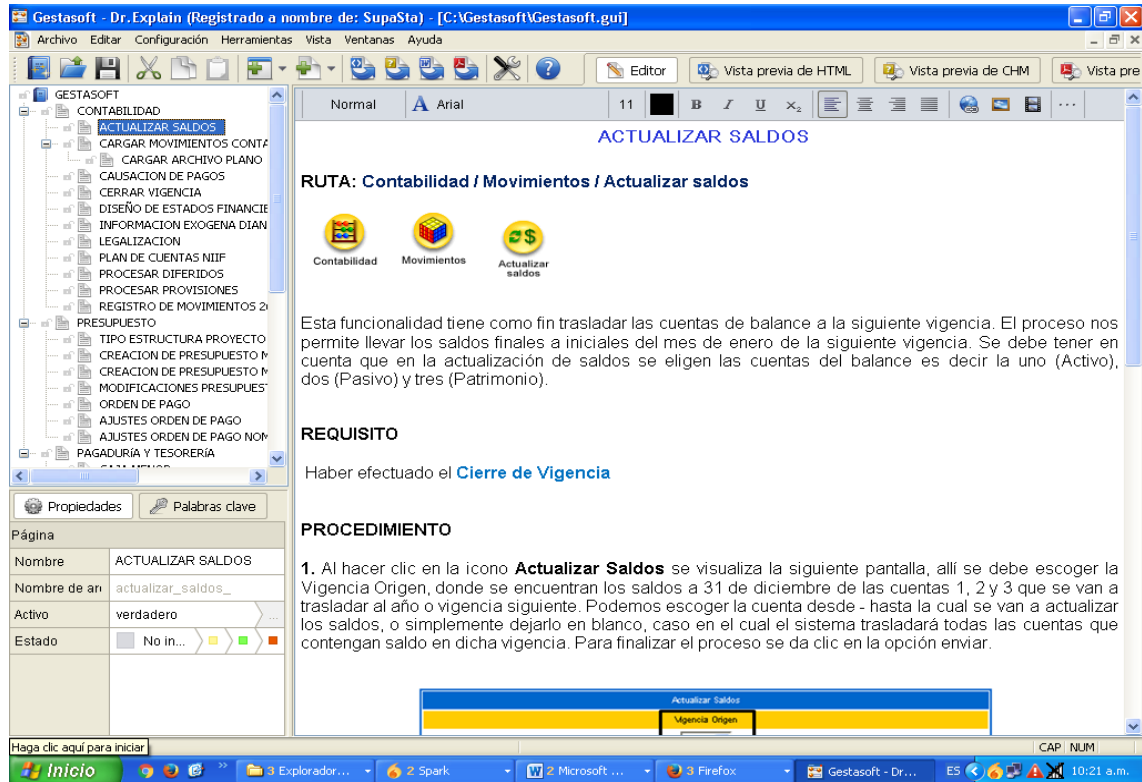 Gestasoft - Dr.Explain (Registrado a nombre de: SupaSta) - [C:\Gestasoft\Gestasoft.gui]
Archivo Editar Configuración Herramientas Vista Ventanas Ayuda
Editor Vista previa de HTML Vista previa de CHM Vista pre
GESTASOFT
CONTABILIDAD
ACTUALIZAR SALDOS
CARGAR MOVIMIENTOS CONTA
CARGAR ARCHIVO PLANO
CAUSACION DE PAGOS
CERRAR VIGENCIA
DISEÑO DE ESTADOS FINANCIE
INFORMACION EXOGENA DIAN
LEGALIZACION
PLAN DE CUENTAS NIIF
PROCESAR DIFERIDOS
PROCESAR PROVISIONES
REGISTRO DE MOVIMIENTOS 20
PRESUPUESTO
TIPO ESTRUCTURA PROYECTO
CREACION DE PRESUPUESTO M
CREACION DE PRESUPUESTO M
MODIFICACIONES PRESUPUEST
ORDEN DE PAGO
AJUSTES ORDEN DE PAGO
AJUSTES ORDEN DE PAGO NOM
PAGADURíA Y TESORERíA
Propiedades Palabras clave
Página
Nombre ACTUALIZAR SALDOS
Nombre de arc actualizar_saldos_
Activo verdadero ...
Estado No in...
Normal A Arial 11 B I U x₂ ...
ACTUALIZAR SALDOS
RUTA: Contabilidad / Movimientos / Actualizar saldos
Contabilidad Movimientos Actualizar
saldos
Esta funcionalidad tiene como fin trasladar las cuentas de balance a la siguiente vigencia. El proceso nos
permite llevar los saldos finales a iniciales del mes de enero de la siguiente vigencia. Se debe tener en
cuenta que en la actualización de saldos se eligen las cuentas del balance es decir la uno (Activo),
dos (Pasivo) y tres (Patrimonio).
REQUISITO
Haber efectuado el Cierre de Vigencia
PROCEDIMIENTO
1. Al hacer clic en la icono Actualizar Saldos se visualiza la siguiente pantalla, allí se debe escoger la
Vigencia Origen, donde se encuentran los saldos a 31 de diciembre de las cuentas 1, 2 y 3 que se van a
trasladar al año o vigencia siguiente. Podemos escoger la cuenta desde - hasta la cual se van a actualizar
los saldos, o simplemente dejarlo en blanco, caso en el cual el sistema trasladará todas las cuentas que
contengan saldo en dicha vigencia. Para finalizar el proceso se da clic en la opción enviar.
Actualizar Saldos
Vigencia Origen
Haga clic aquí para iniciar
CAP NUM
Inicio 3 Explorador... 2 Spark 2 Microsoft ... 3 Firefox Gestasoft - Dr... ES 10:21 a.m.